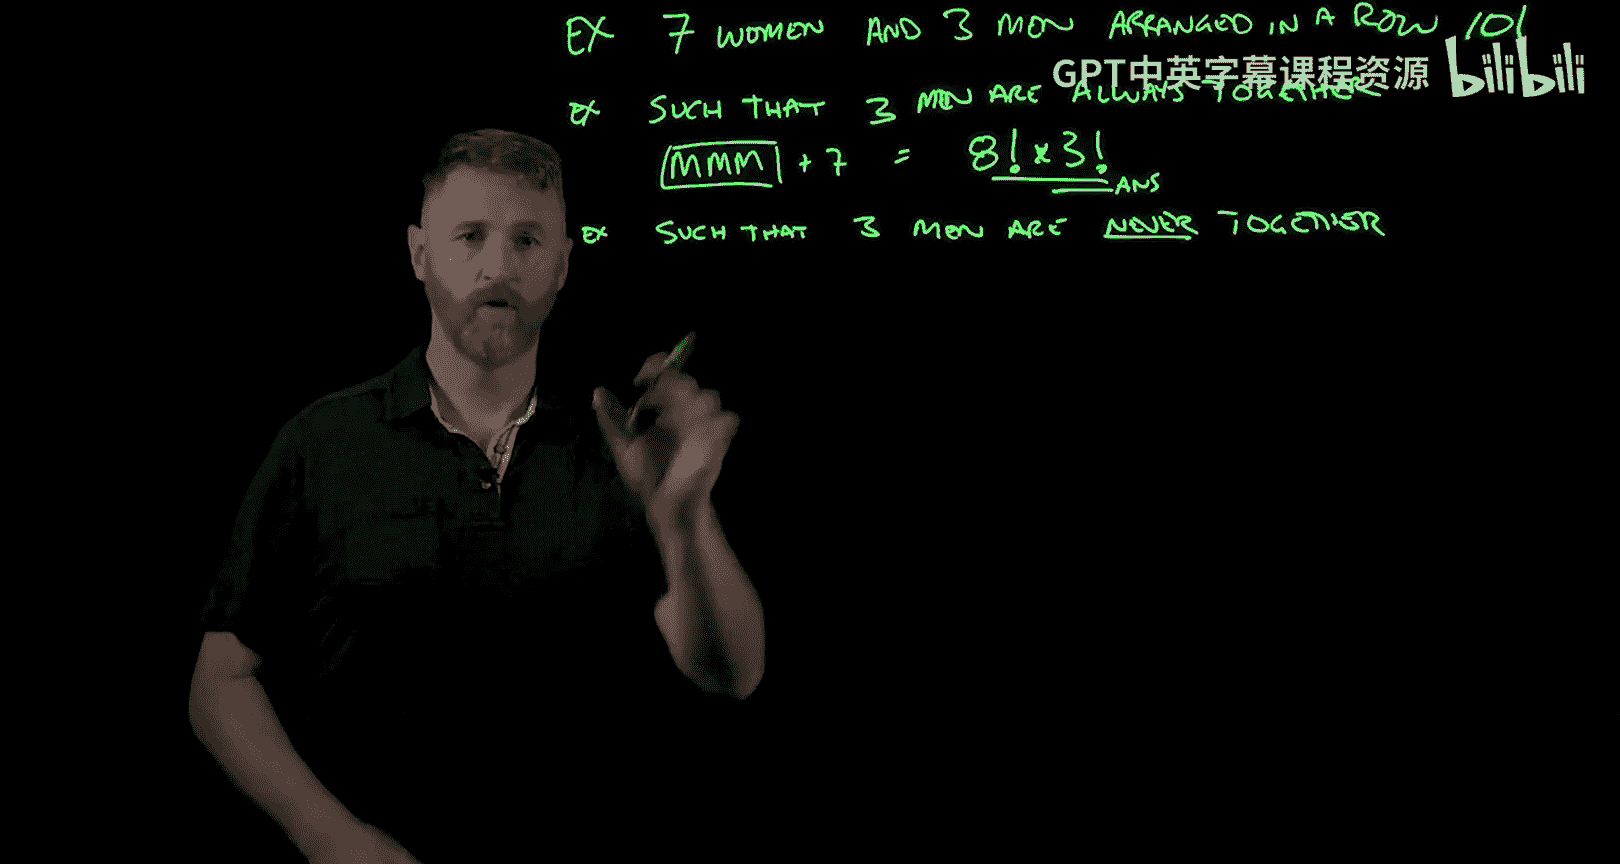 EX 7 WOMEN AND 3 MEN ARRANGED IN A ROW 10!
GPT中英字幕课程资源 bilibili
EX SUCH THAT 3 MEN ARE ALWAYS TOGETHER
MMM + 7 = 8! x 3!
ANS
EX SUCH THAT 3 MEN ARE NEVER TOGETHER